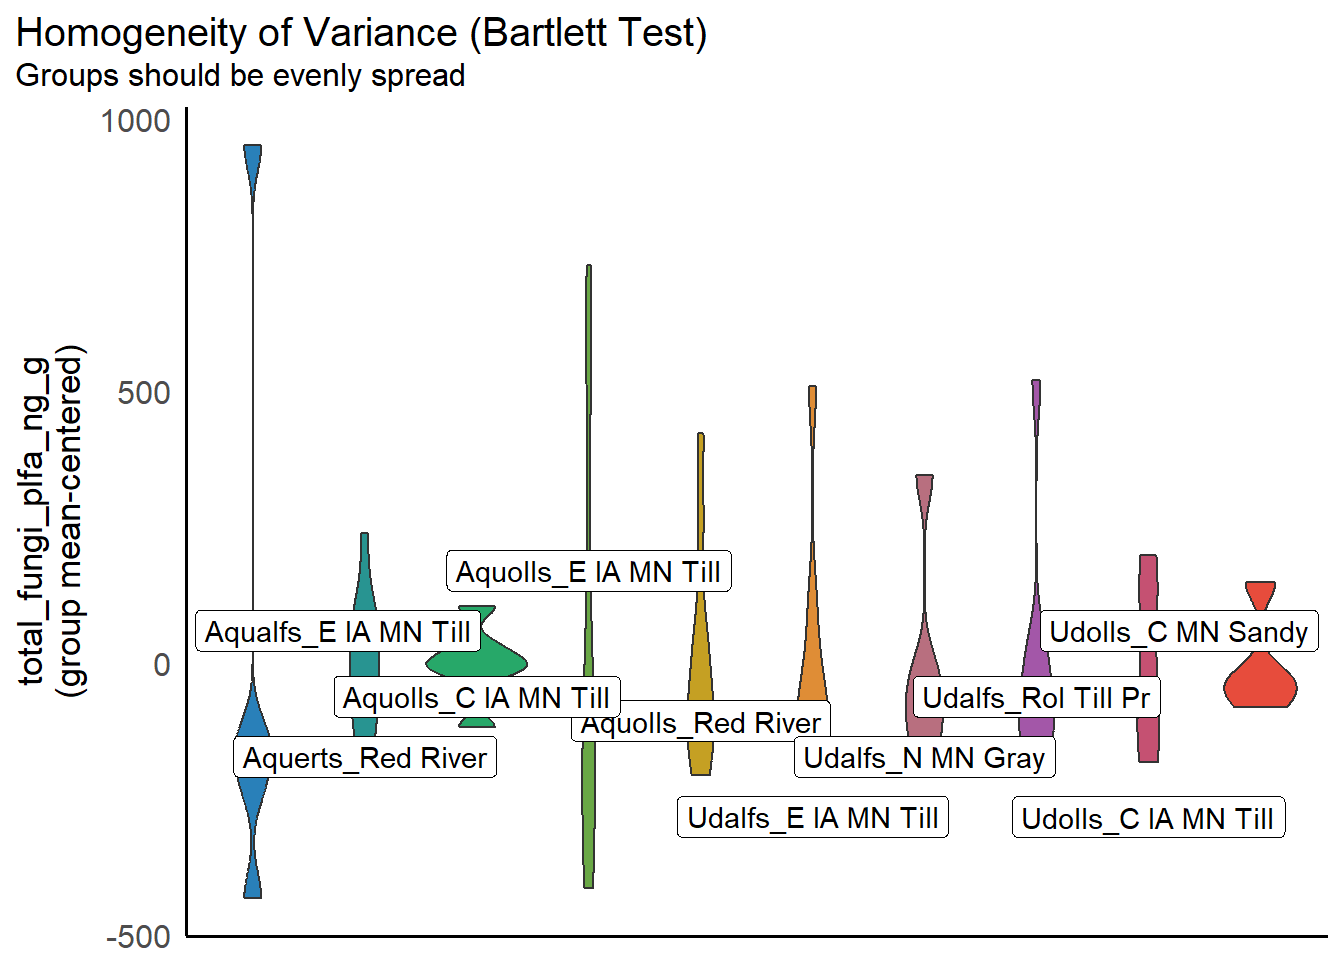 Homogeneity of Variance (Bartlett Test)
Groups should be evenly spread
total_fungi_plfa_ng_g
(group mean-centered)
1000
500
0
-500
Aquolls_E IA MN Till
Aqualfs_E IA MN Till
Udolls_C MN Sandy
Aquolls_C IA MN Till
Udalfs_Rol Till Pr
Aquolls_Red River
Aquerts_Red River
Udalfs_N MN Gray
Udalfs_E IA MN Till
Udolls_C IA MN Till